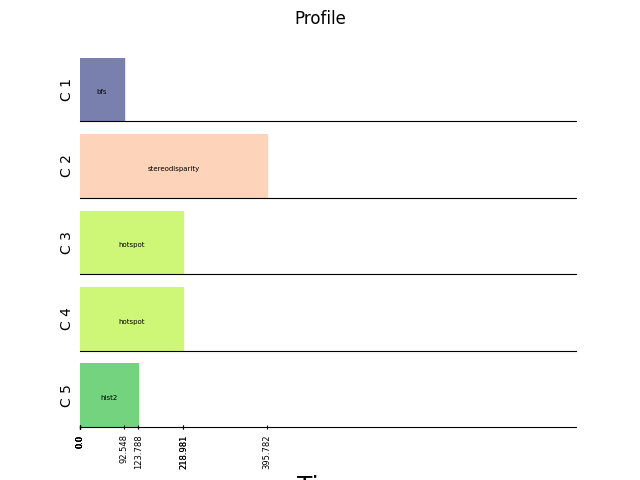 Profile
C 1
bfs
C 2
stereodisparity
C 3
hotspot
C 4
hotspot
C 5
hist2
0.0
92.548
123.788
218.981
395.782